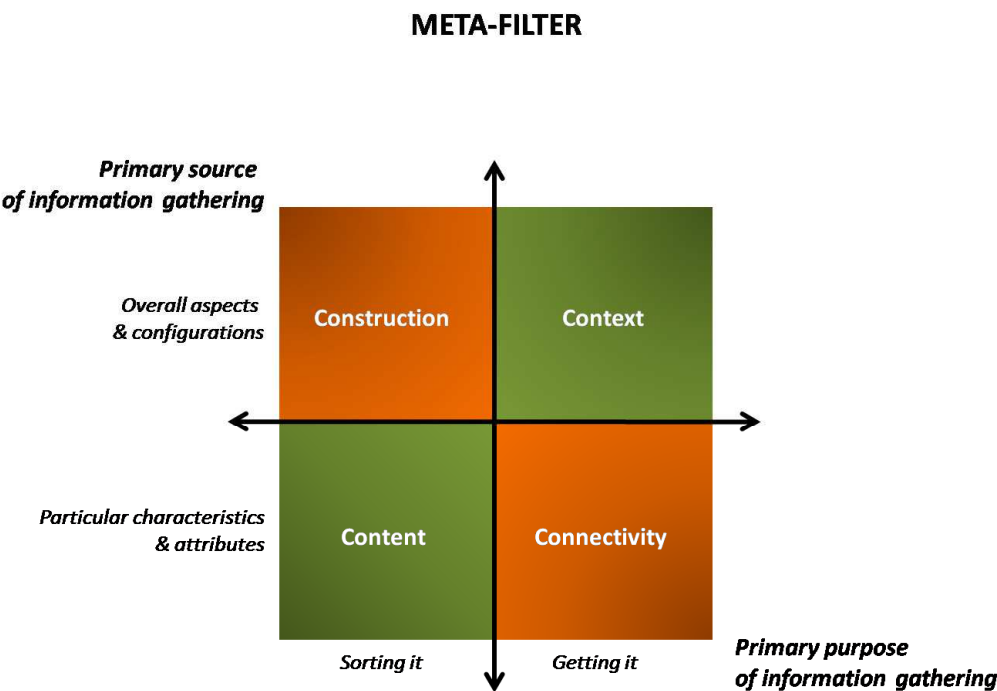 META-FILTER
Primary source
of information gathering
Overall aspects
& configurations
Construction
Context
Particular characteristics
& attributes
Content
Connectivity
Sorting it
Getting it
Primary purpose
of information gathering